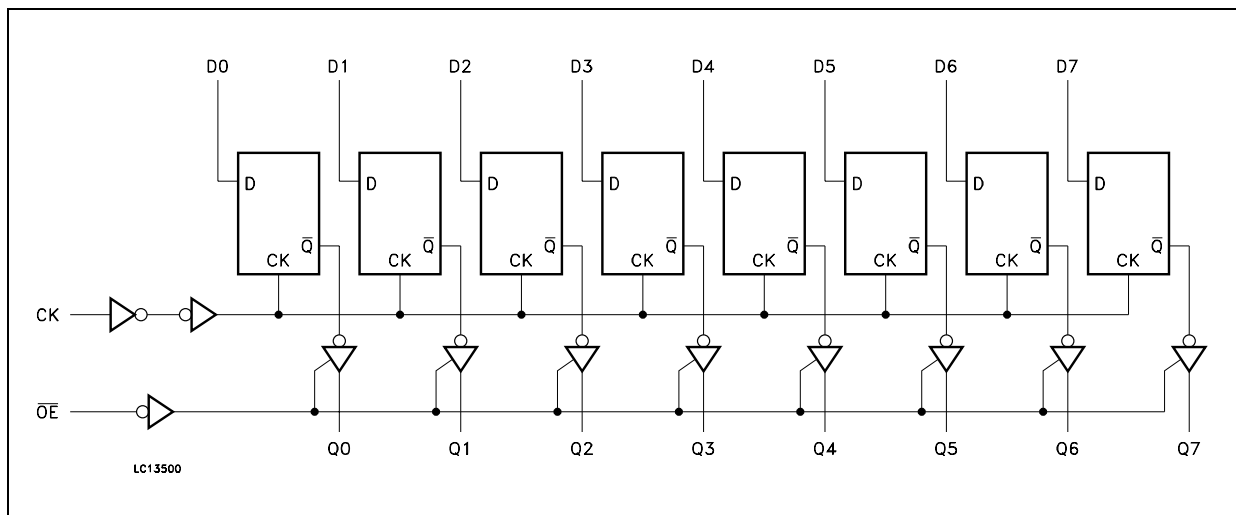 D0 D1 D2 D3 D4 D5 D6 D7
D D D D D D D D
Q̅ Q̅ Q̅ Q̅ Q̅ Q̅ Q̅ Q̅
CK CK CK CK CK CK CK CK
CK
O̅E̅
Q0 Q1 Q2 Q3 Q4 Q5 Q6 Q7
LC13500